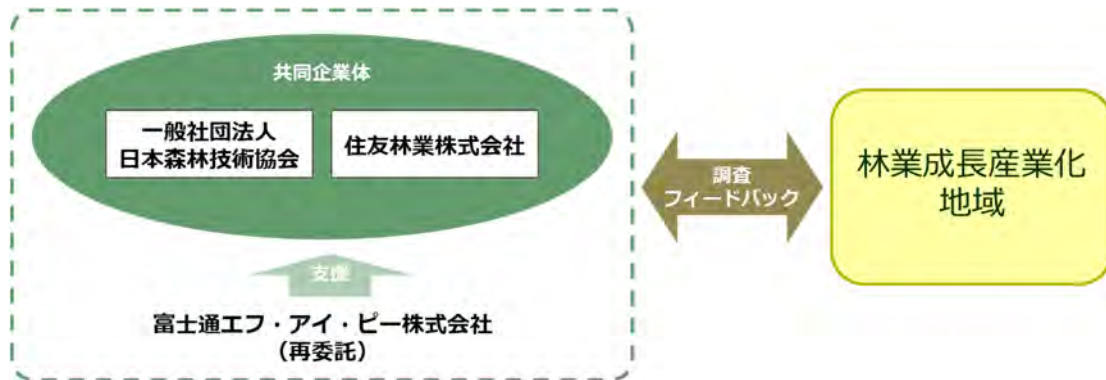 共同企業体
一般社団法人
日本森林技術協会
住友林業株式会社
支援
富士通エフ・アイ・ピー株式会社
（再委託）
調査
フィードバック
林業成長産業化
地域